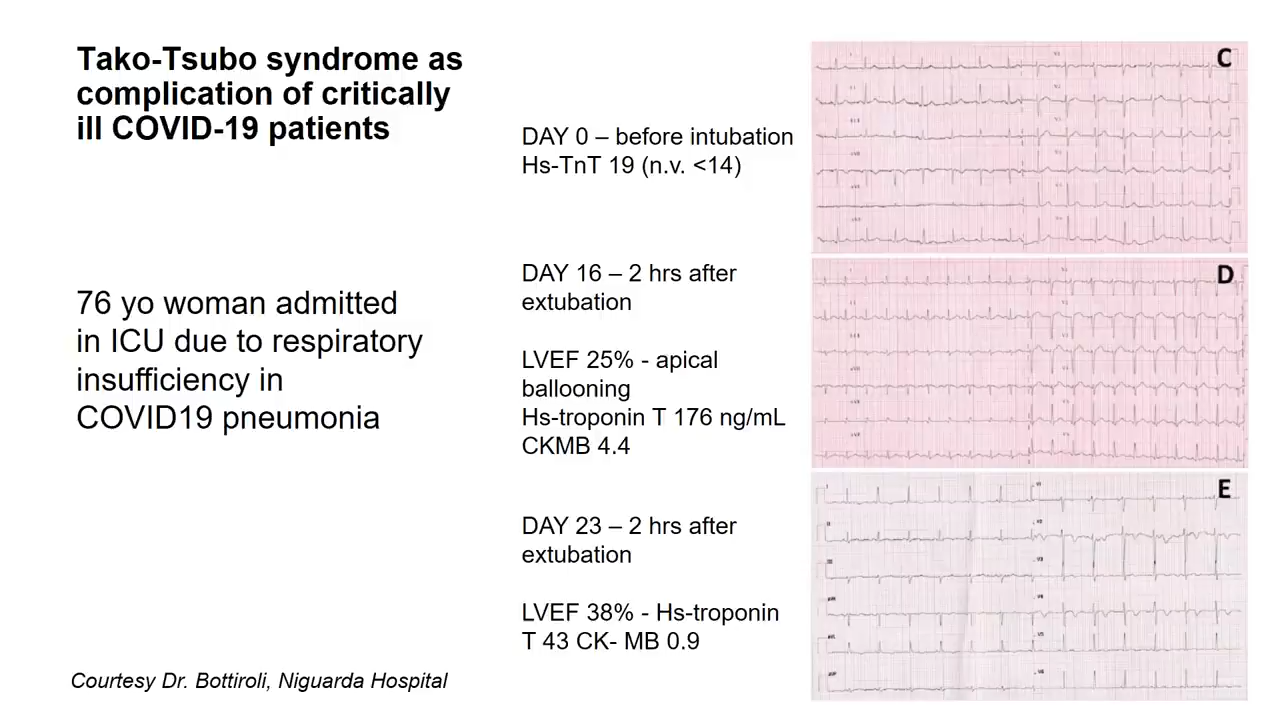 Tako-Tsubo syndrome as
complication of critically
ill COVID-19 patients
76 yo woman admitted
in ICU due to respiratory
insufficiency in
COVID19 pneumonia
DAY 0 – before intubation
Hs-TnT 19 (n.v. <14)
DAY 16 – 2 hrs after
extubation
LVEF 25% - apical
ballooning
Hs-troponin T 176 ng/mL
CKMB 4.4
DAY 23 – 2 hrs after
extubation
LVEF 38% - Hs-troponin
T 43 CK- MB 0.9
C
D
E
Courtesy Dr. Bottiroli, Niguarda Hospital